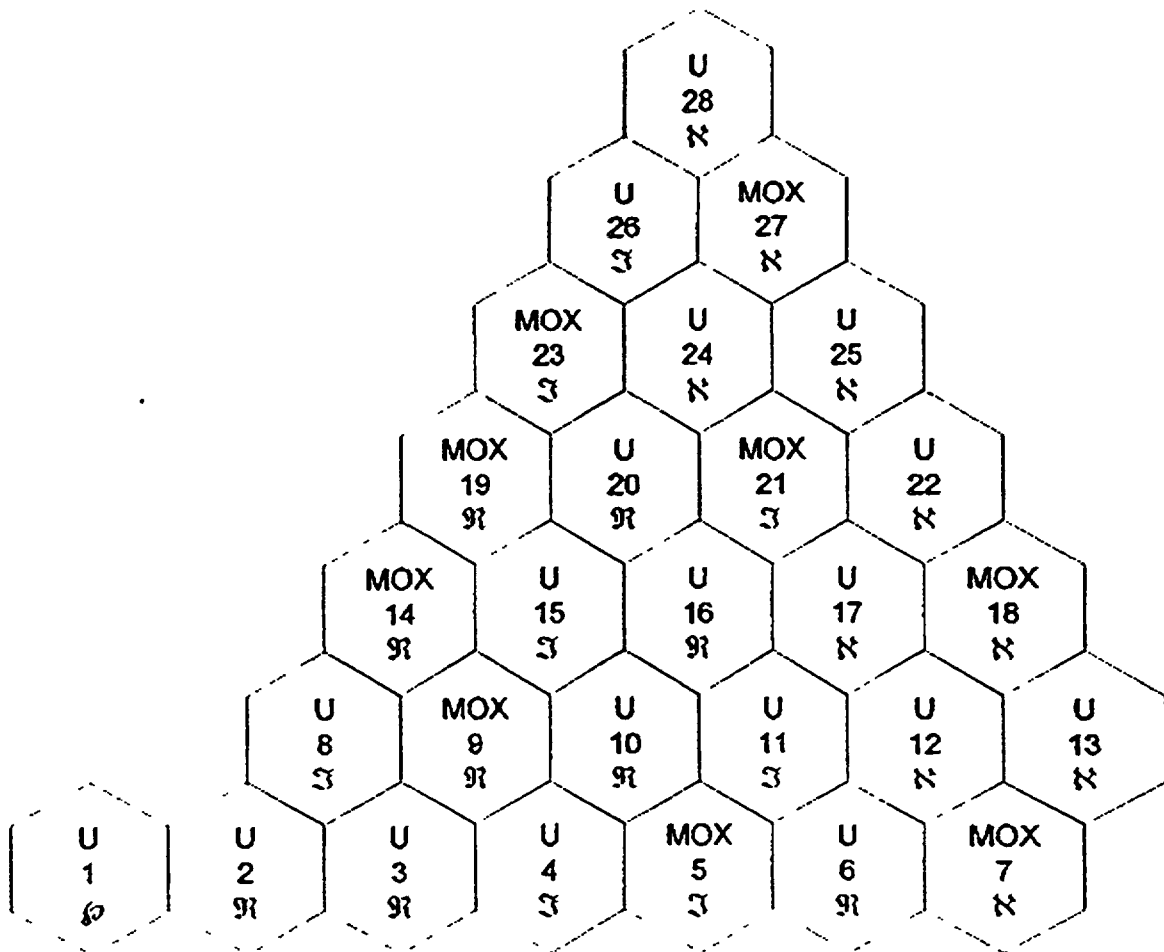 U
28
ℵ
U
26
ℑ
MOX
27
ℵ
MOX
23
ℑ
U
24
ℵ
U
25
ℵ
MOX
19
ℜ
U
20
ℜ
MOX
21
ℑ
U
22
ℵ
MOX
14
ℜ
U
15
ℑ
U
16
ℜ
U
17
ℵ
MOX
18
ℵ
U
8
ℑ
MOX
9
ℜ
U
10
ℜ
U
11
ℑ
U
12
ℵ
U
13
ℵ
U
1
℘
U
2
ℜ
U
3
ℜ
U
4
ℑ
MOX
5
ℑ
U
6
ℜ
MOX
7
ℵ